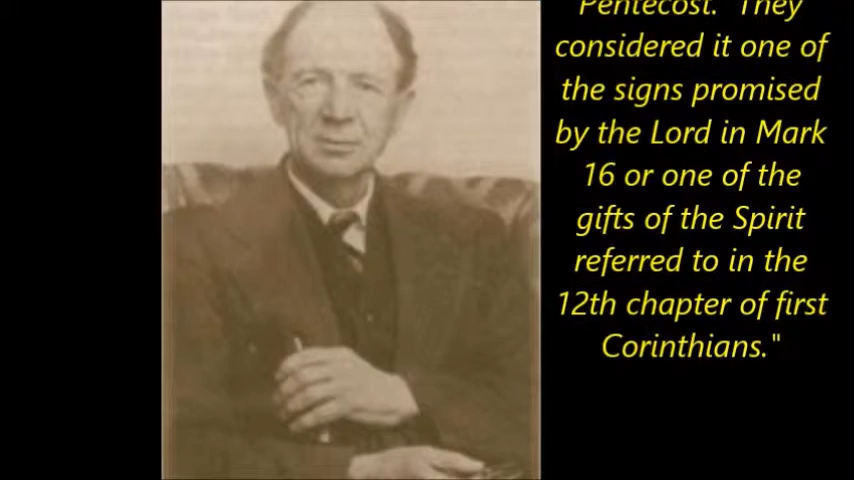 Pentecost. They
considered it one of
the signs promised
by the Lord in Mark
16 or one of the
gifts of the Spirit
referred to in the
12th chapter of first
Corinthians."